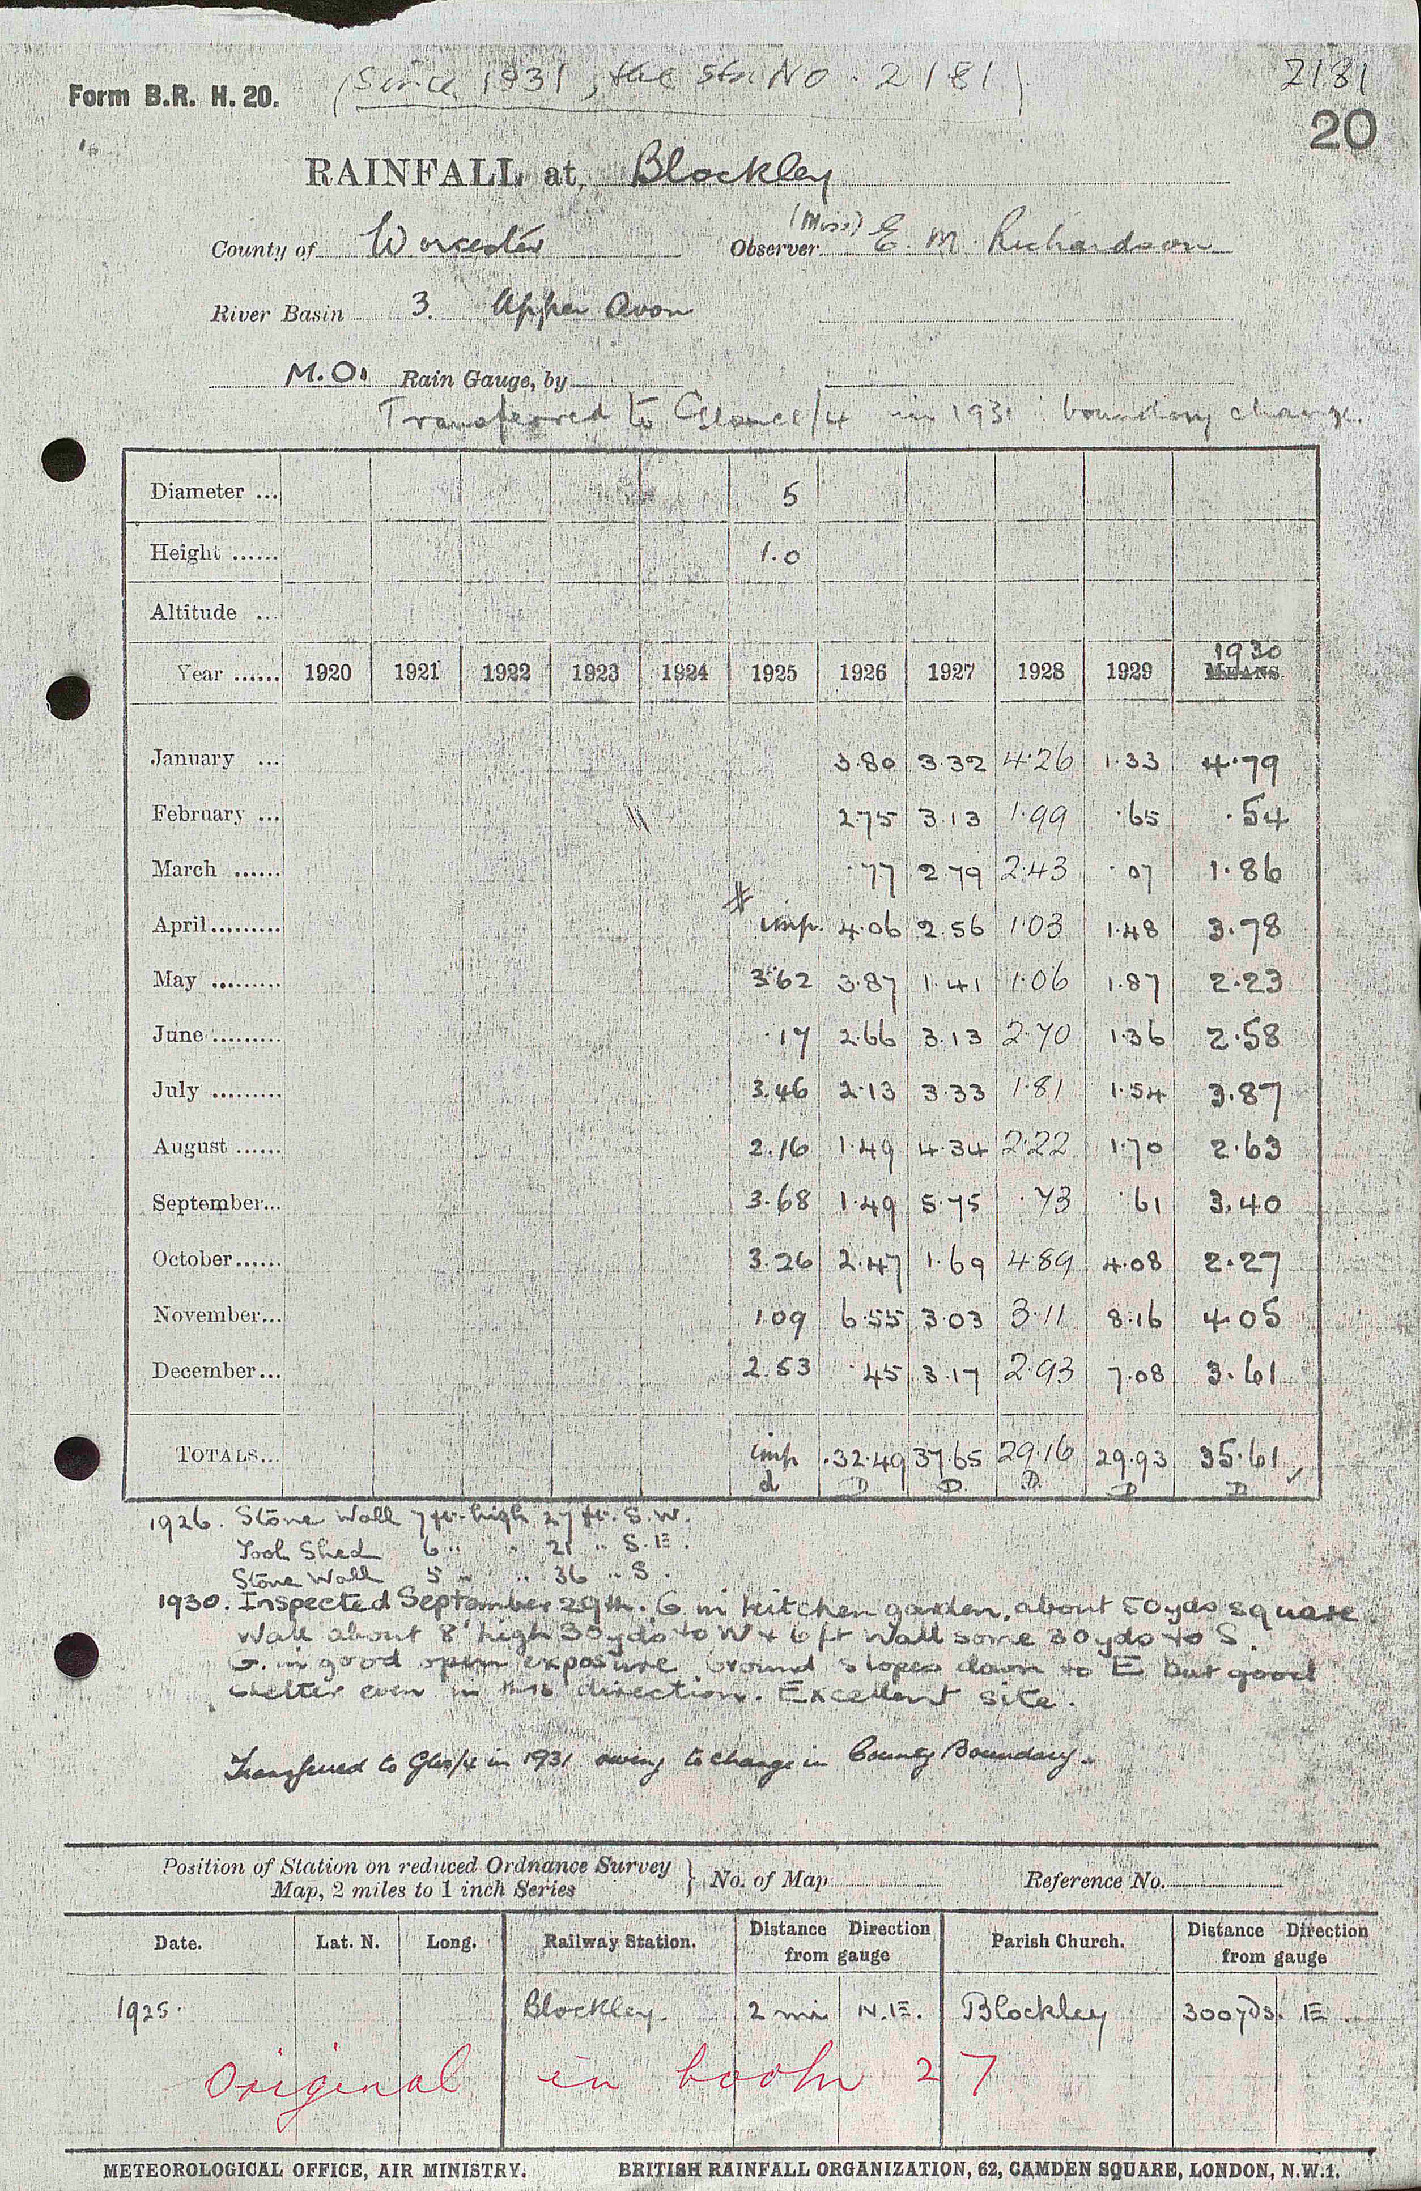 (Since 1931, the stn No. 2181)
2181
Form B.R. H. 20.
20
RAINFALL at Blockley
County of Worcester Observer (Miss) E. M. Richardson
River Basin 3. Upper Avon
M.O. Rain Gauge, by
Transferred to Glouces/4 in 1931 boundary change.
Diameter ... 5
Height ...... 1.0
Altitude ...
1930
Year ...... 1920 1921 1922 1923 1924 1925 1926 1927 1928 1929 MEANS
January ... 3.80 3.32 4.26 1.33 4.79
February ... 2.75 3.13 1.99 .65 .54
March ...... .77 2.79 2.43 .07 1.86
April......... imp. 4.06 2.56 1.03 1.48 3.78
May ......... 3.62 3.87 1.41 1.06 1.87 2.23
June ......... .17 2.66 3.13 2.70 1.36 2.58
July ......... 3.46 2.13 3.33 1.81 1.54 3.87
August ...... 2.16 1.49 4.34 2.22 1.70 2.63
September... 3.68 1.49 5.75 .73 .61 3.40
October...... 3.26 2.47 1.69 4.89 4.08 2.27
November... 1.09 6.55 3.03 3.11 8.16 4.05
December... 2.53 .45 3.17 2.93 7.08 3.61
TOTALS... imp 32.49 37.65 29.16 29.93 35.61 ✓
d D D. D. D D
1926. Stone Wall 7 ft. high 27 ft. S.W.
Tool Shed 6 " " 21 " S.E.
Stone Wall 5 " " 36 " S.
1930. Inspected September 29th. G in kitchen garden, about 50yds square
Wall about 8' high 30yds to W & 6 ft wall some 30yds to S.
G. in good open exposure, ground slopes down to E but good
shelter even in this direction. Excellent site.
Transferred to Glos/4 in 1931 owing to change in County Boundary.
Position of Station on reduced Ordnance Survey
Map, 2 miles to 1 inch Series } No. of Map Reference No.
Date. Lat. N. Long. Railway Station. Distance Direction from gauge Parish Church. Distance Direction from gauge
1925. Blockley 2 mi N.E. Blockley 300yds. E.
Original in book 27
METEOROLOGICAL OFFICE, AIR MINISTRY. BRITISH RAINFALL ORGANIZATION, 62, CAMDEN SQUARE, LONDON, N.W.1.